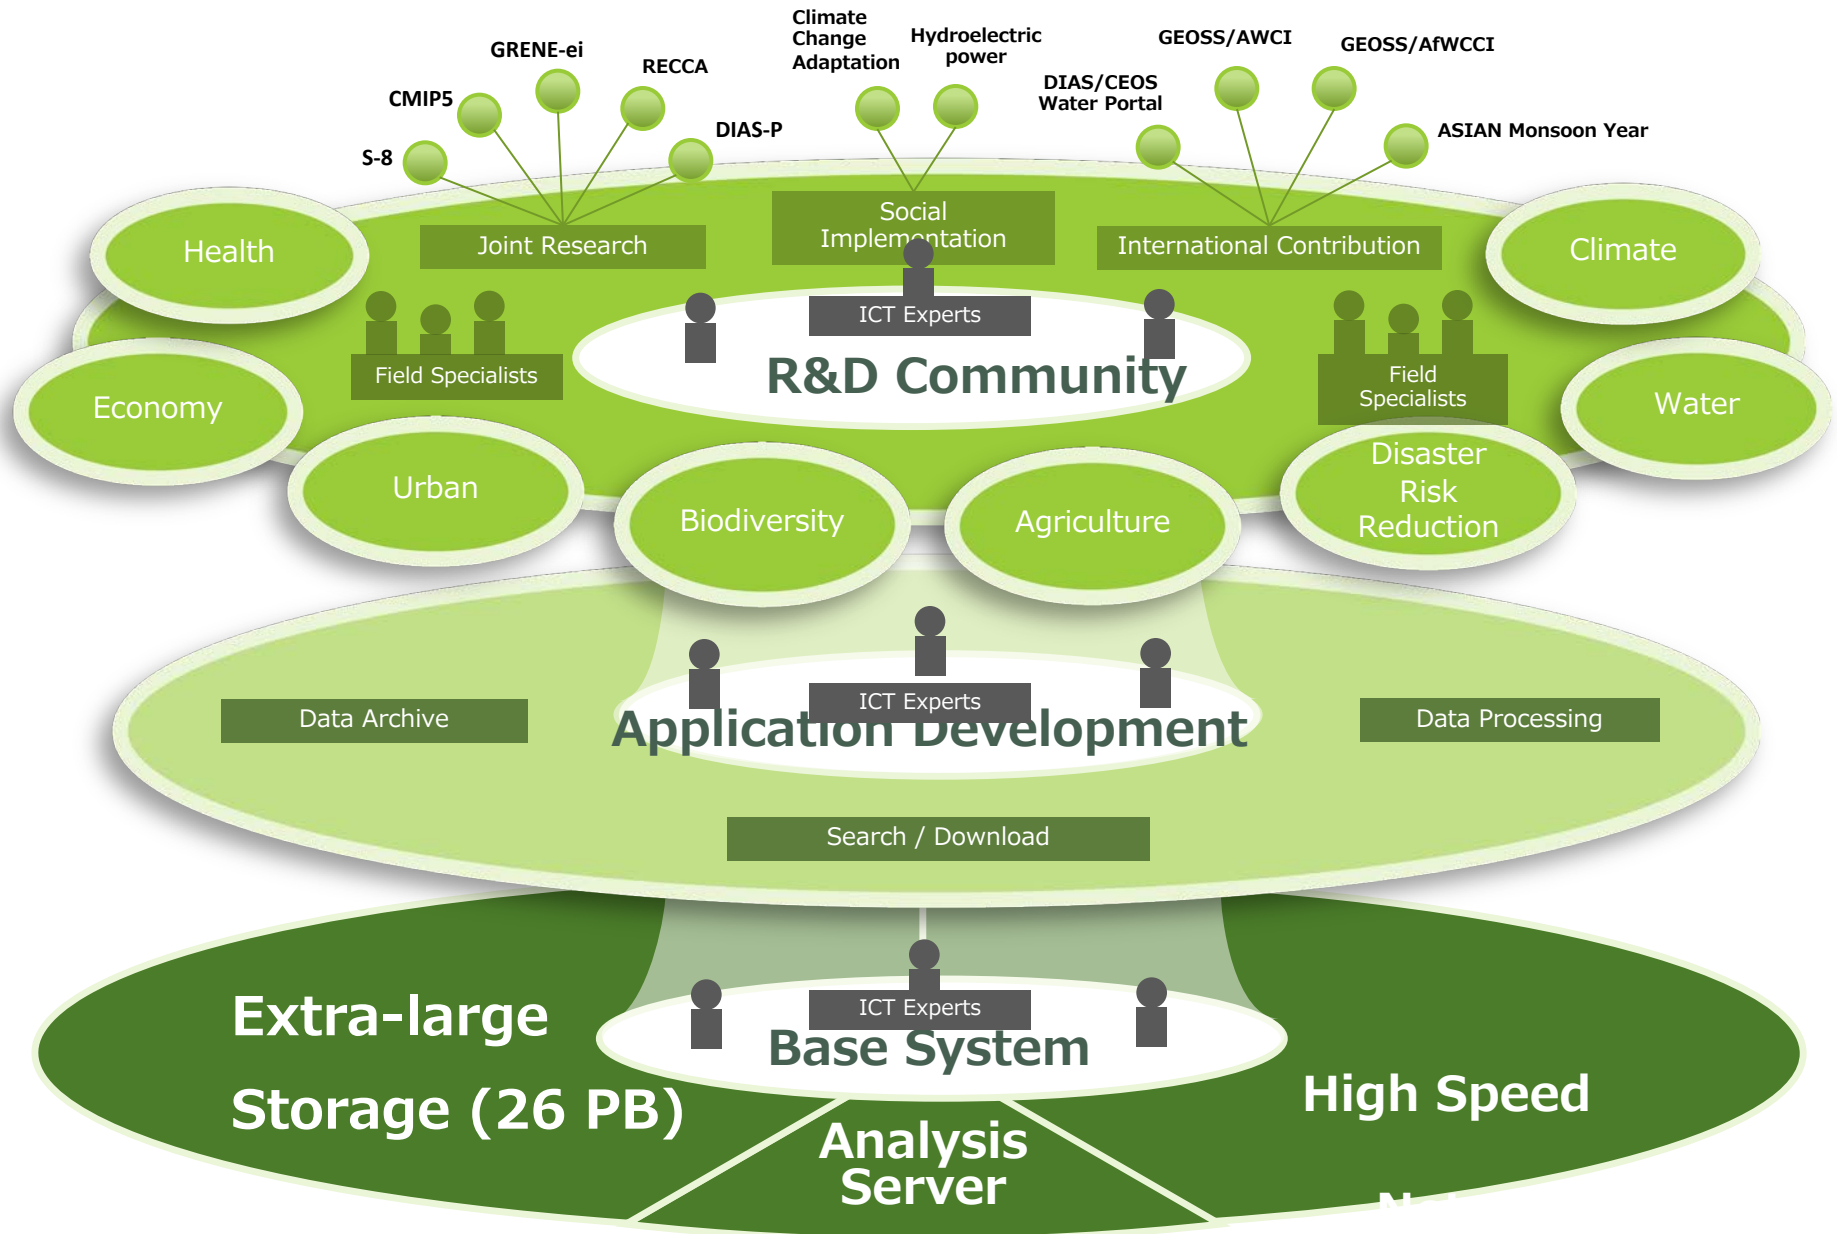 Climate
Change
Adaptation
Hydroelectric
power
GEOSS/AWCI
GEOSS/AfWCCI
GRENE-ei
RECCA
CMIP5
DIAS/CEOS
Water Portal
DIAS-P
ASIAN Monsoon Year
S-8
Social
Implementation
Joint Research
International Contribution
Health
Climate
ICT Experts
R&D Community
Field Specialists
Field
Specialists
Economy
Water
Urban
Biodiversity
Agriculture
Disaster
Risk
Reduction
ICT Experts
Application Development
Data Archive
Data Processing
Search / Download
ICT Experts
Base System
Extra-large
Storage (26 PB)
High Speed
Analysis
Server